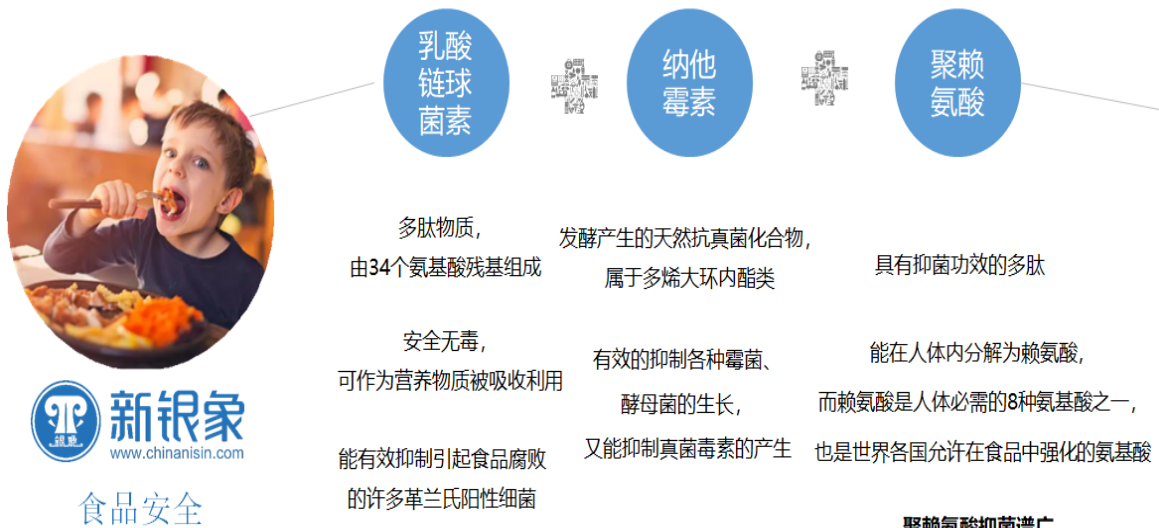 乳酸
链球
菌素
纳他
霉素
聚赖
氨酸
多肽物质，
由34个氨基酸残基组成
安全无毒，
可作为营养物质被吸收利用
能有效抑制引起食品腐败
的许多革兰氏阳性细菌
发酵产生的天然抗真菌化合物，
属于多烯大环内酯类
有效的抑制各种霉菌、
酵母菌的生长，
又能抑制真菌毒素的产生
具有抑菌功效的多肽
能在人体内分解为赖氨酸，
而赖氨酸是人体必需的8种氨基酸之一，
也是世界各国允许在食品中强化的氨基酸
聚赖氨酸抑菌谱广
新银象
www.chinanisin.com
食品安全